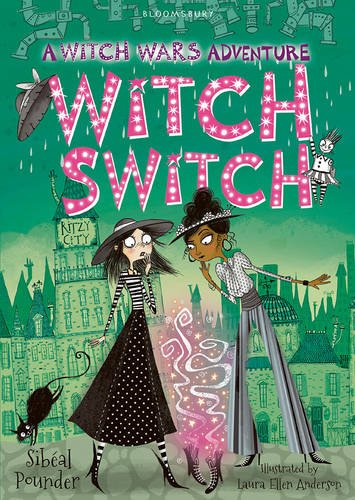 BLOOMSBURY
A WITCH WARS ADVENTURE
WITCH
SWITCH
RITZY
CITY
Sibéal
Pounder
Illustrated by
Laura Ellen Anderson